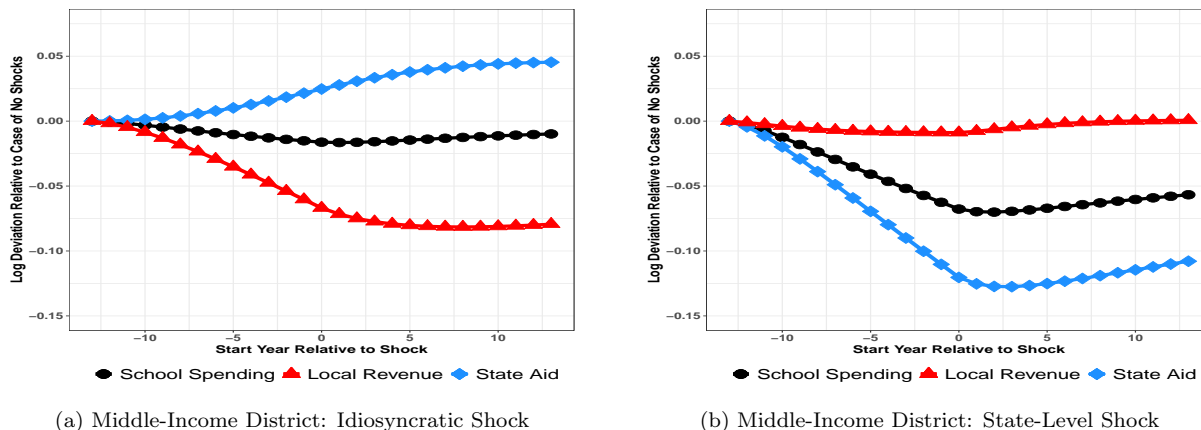 Log Deviation Relative to Case of No Shocks
0.05
0.00
−0.05
−0.10
−0.15
−10
−5
0
5
10
Start Year Relative to Shock
School Spending
Local Revenue
State Aid
(a) Middle-Income District: Idiosyncratic Shock
Log Deviation Relative to Case of No Shocks
0.05
0.00
−0.05
−0.10
−0.15
−10
−5
0
5
10
Start Year Relative to Shock
School Spending
Local Revenue
State Aid
(b) Middle-Income District: State-Level Shock